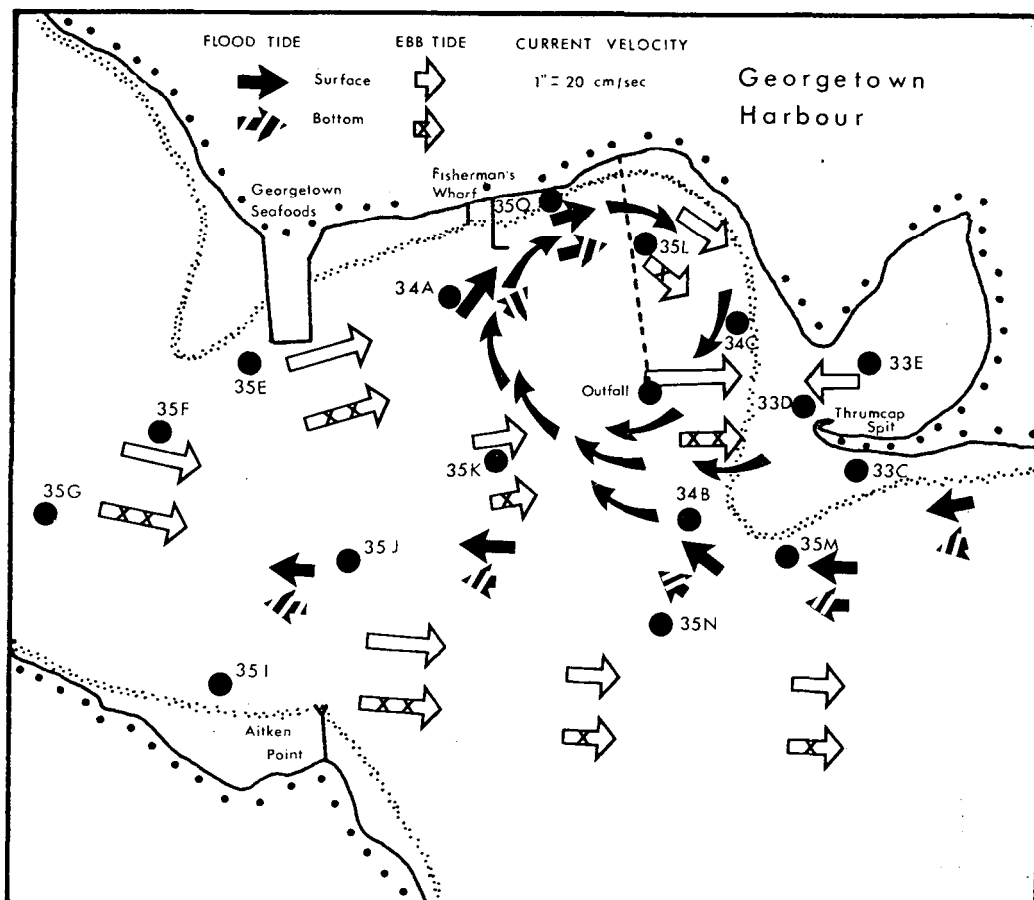 FLOOD TIDE EBB TIDE CURRENT VELOCITY
Surface 1" = 20 cm/sec
Bottom
Georgetown
Harbour
Georgetown
Seafoods
Fisherman's
Wharf
35Q
35L
34A
34C
35E
33E
Outfall
33D
Thrumcap
Spit
35F
35K
33C
35G
34B
35J
35M
35N
35I
Aitken
Point